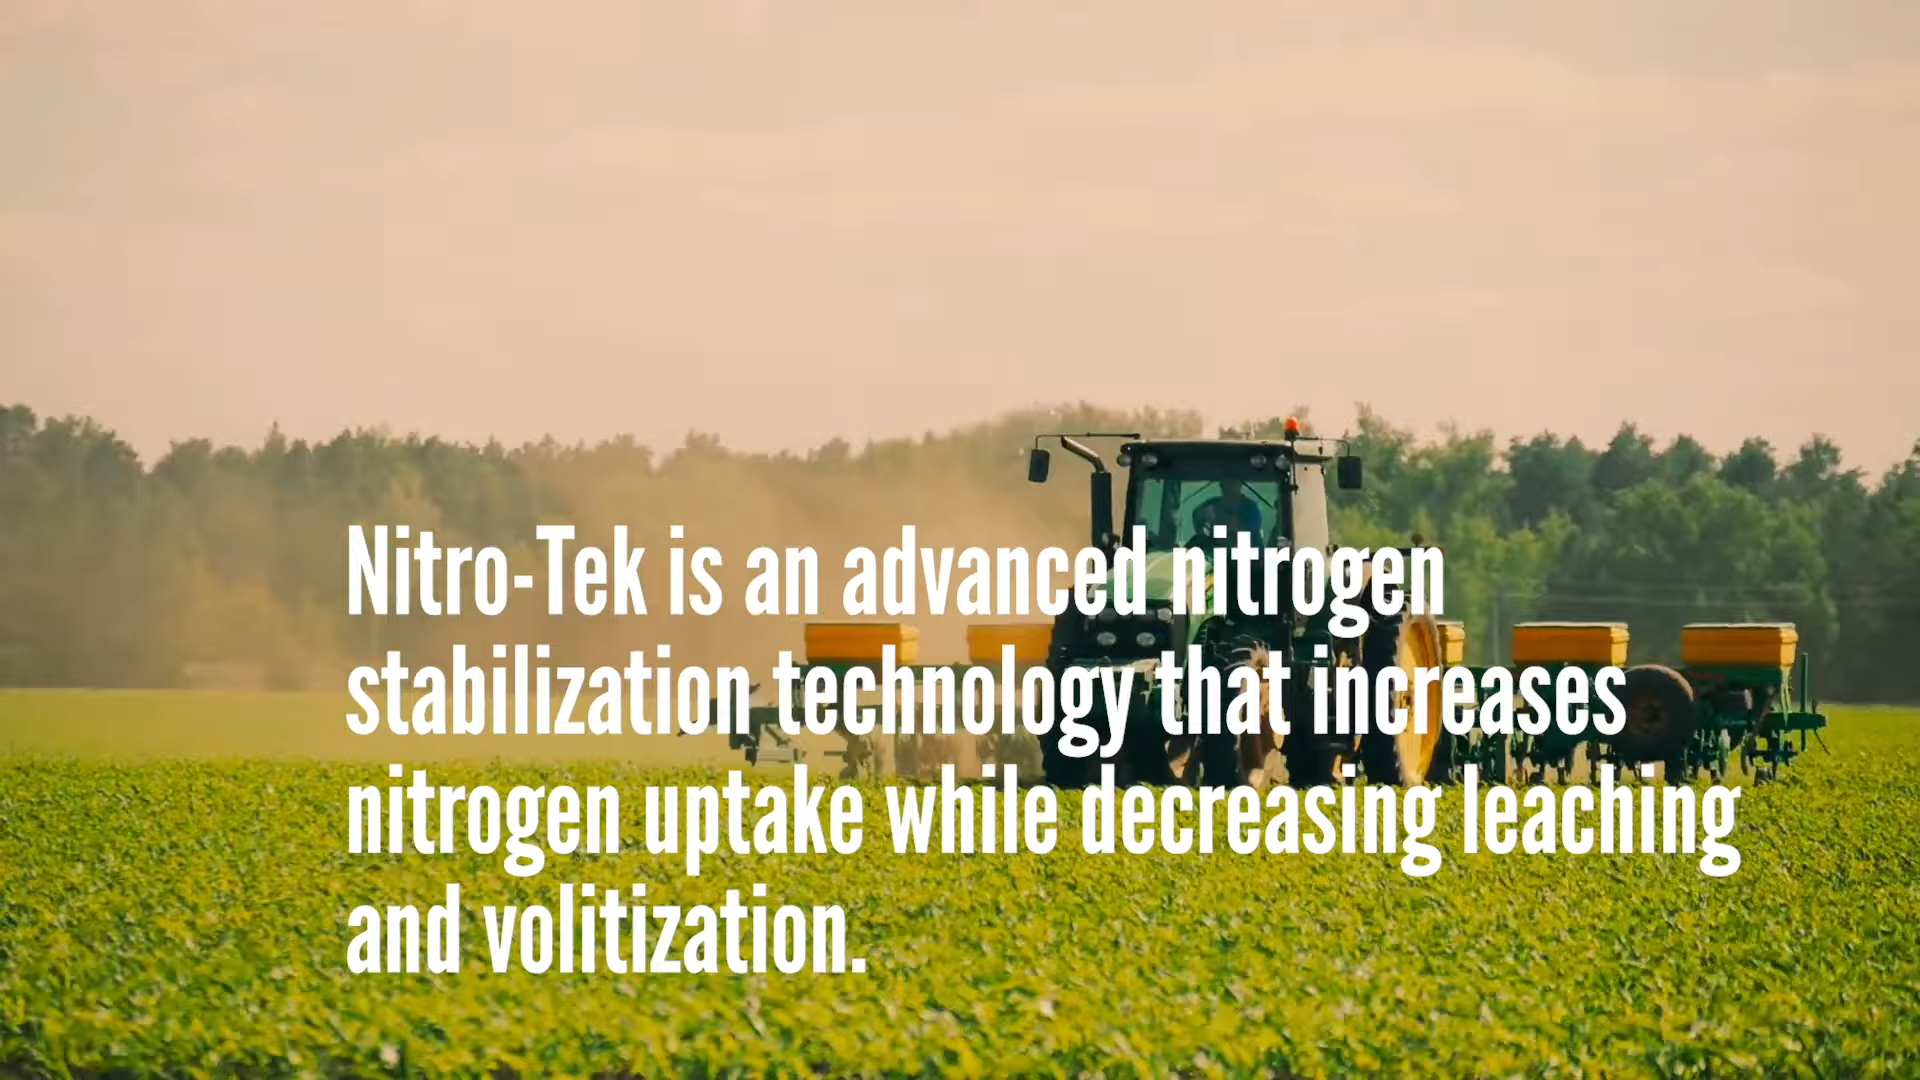 Nitro-Tek is an advanced nitrogen
stabilization technology that increases
nitrogen uptake while decreasing leaching
and volitization.